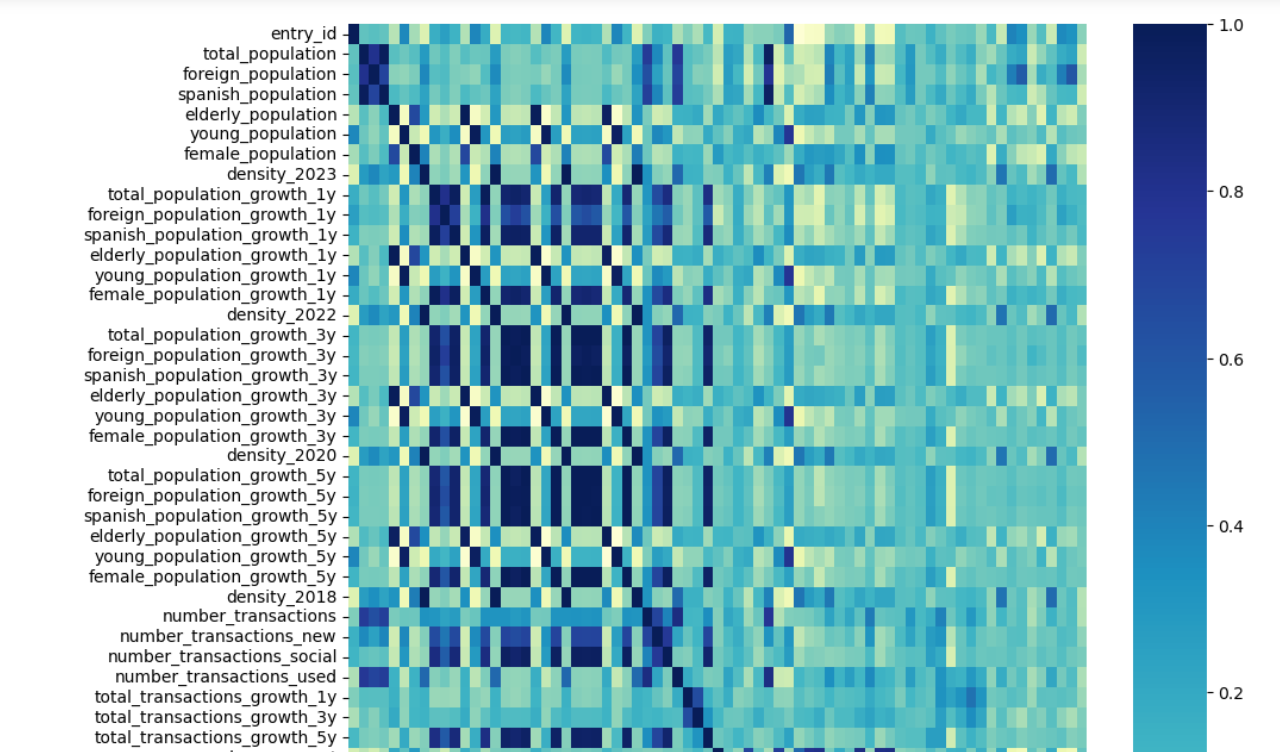 entry_id
total_population
foreign_population
spanish_population
elderly_population
young_population
female_population
density_2023
total_population_growth_1y
foreign_population_growth_1y
spanish_population_growth_1y
elderly_population_growth_1y
young_population_growth_1y
female_population_growth_1y
density_2022
total_population_growth_3y
foreign_population_growth_3y
spanish_population_growth_3y
elderly_population_growth_3y
young_population_growth_3y
female_population_growth_3y
density_2020
total_population_growth_5y
foreign_population_growth_5y
spanish_population_growth_5y
elderly_population_growth_5y
young_population_growth_5y
female_population_growth_5y
density_2018
number_transactions
number_transactions_new
number_transactions_social
number_transactions_used
total_transactions_growth_1y
total_transactions_growth_3y
total_transactions_growth_5y
1.0
0.8
0.6
0.4
0.2